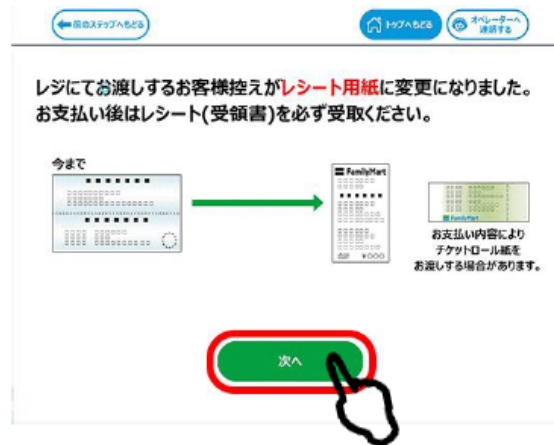 前のステップへもどる
トップへもどる
オペレーターへ
連絡する
レジにてお渡しするお客様控えがレシート用紙に変更になりました。
お支払い後はレシート(受領書)を必ず受取ください。
今まで
FamilyMart
¥000
FamilyMart
お支払い内容により
チケットロール紙を
お渡しする場合があります。
次へ